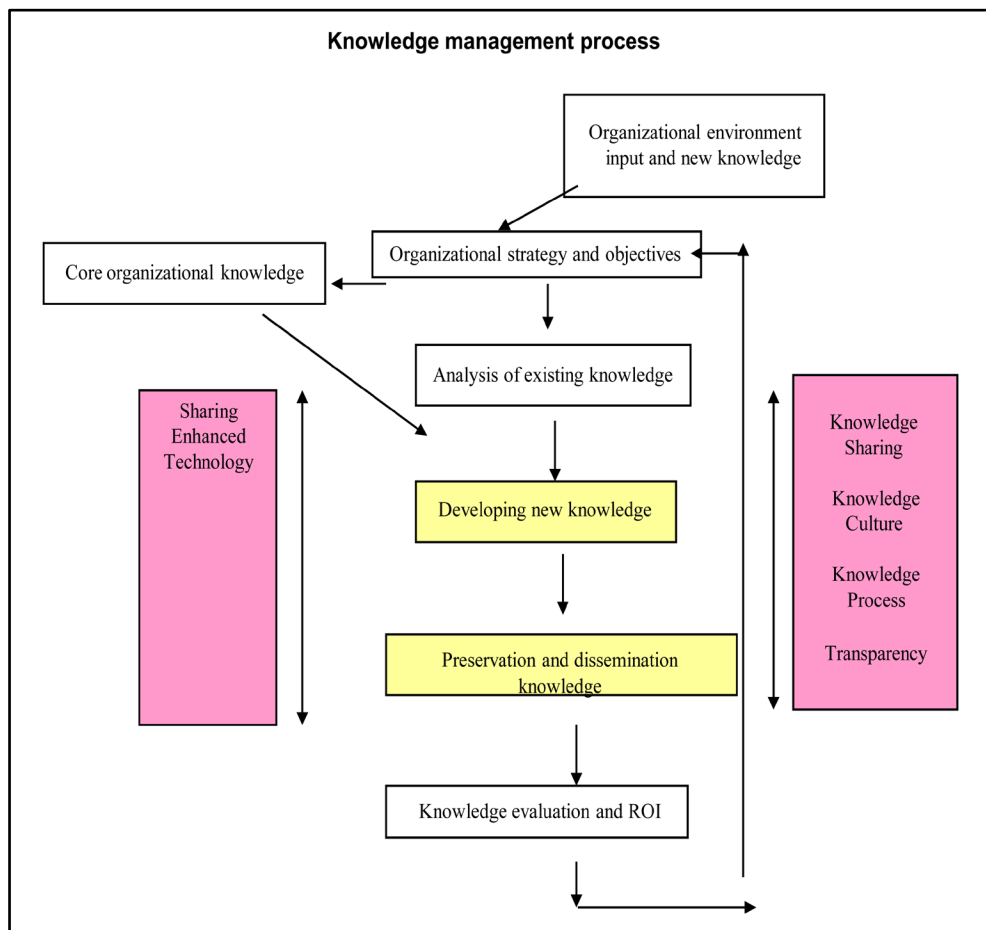 Knowledge management process
Organizational environment
input and new knowledge
Organizational strategy and objectives
Core organizational knowledge
Analysis of existing knowledge
Sharing
Enhanced
Technology
Knowledge
Sharing
Knowledge
Culture
Knowledge
Process
Transparency
Developing new knowledge
Preservation and dissemination
knowledge
Knowledge evaluation and ROI